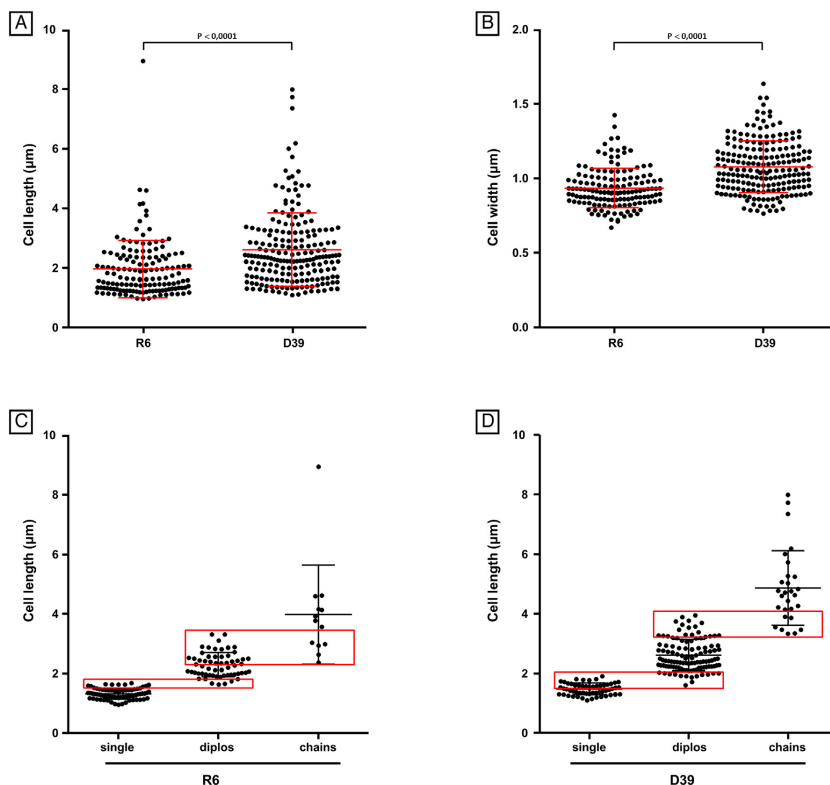 A
P < 0,0001
Cell length (µm)
10
8
6
4
2
0
R6
D39
B
P < 0,0001
Cell width (µm)
2.0
1.5
1.0
0.5
0.0
R6
D39
C
Cell length (µm)
10
8
6
4
2
0
single
diplos
chains
R6
D
Cell length (µm)
10
8
6
4
2
0
single
diplos
chains
D39